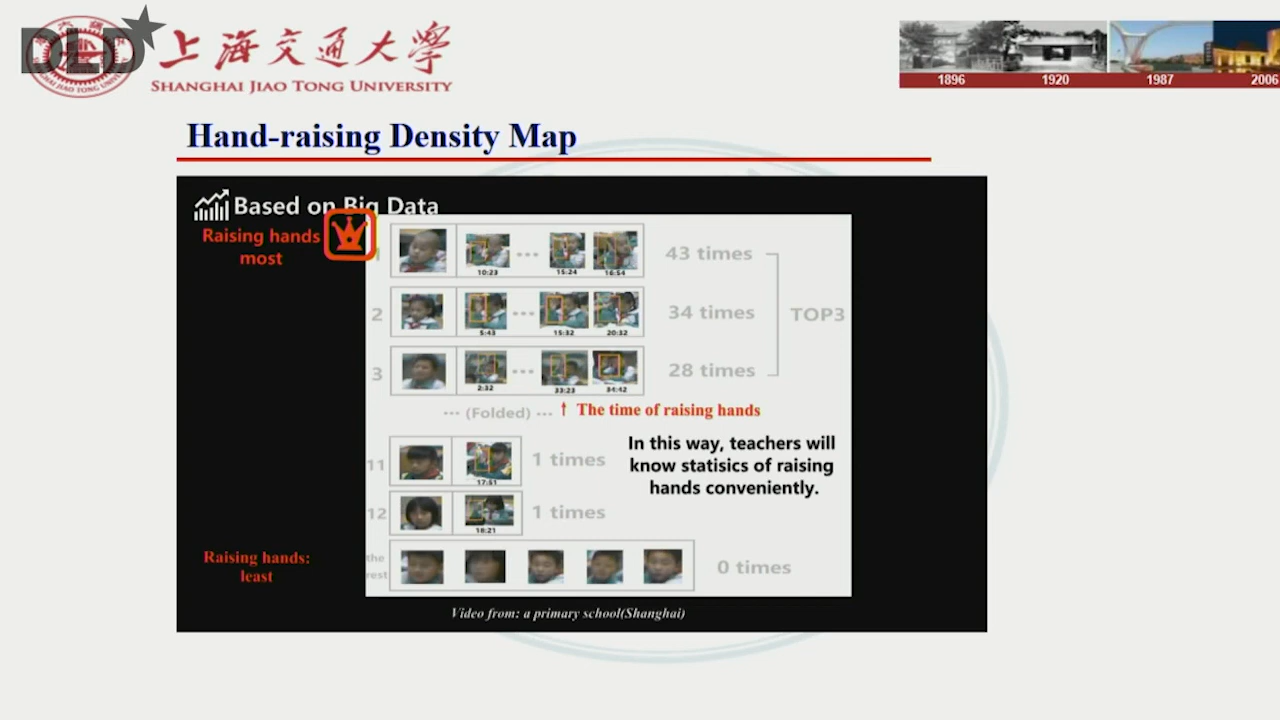 DLD
上海交通大学
SHANGHAI JIAO TONG UNIVERSITY
1896 1920 1987 2006
Hand-raising Density Map
Based on Big Data
Raising hands
most
1 10:23 ... 15:24 16:54 43 times
2 5:43 ... 15:32 20:32 34 times TOP3
3 2:32 ... 33:23 34:42 28 times
... (Folded) ... ↑ The time of raising hands
In this way, teachers will
know statisics of raising
hands conveniently.
11 17:51 1 times
12 18:21 1 times
Raising hands:
least
the
rest 0 times
Video from: a primary school(Shanghai)